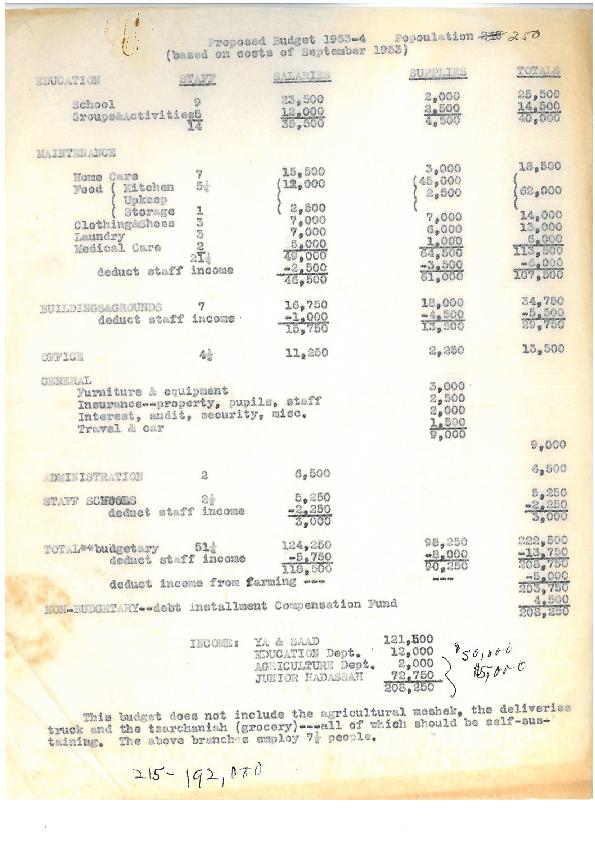 Proposed Budget 1953-4 Population 215 250
(based on costs of September 1953)
EDUCATION STAFF SALARIES SUPPLIES TOTALS
School 9 23,500 2,000 25,500
Groups&Activities5 12,000 2,500 14,500
14 35,500 4,500 40,000
MAINTENANCE
Home Care 7 15,500 3,000 18,500
Food ( Kitchen 5½ (12,000 (45,000 (62,000
( Upkeep ( ( 2,500 (
( Storage 1 ( 2,500 ( (
Clothing&Shoes 3 7,000 7,000 14,000
Laundry 3 7,000 6,000 13,000
Medical Care 2 5,000 1,000 6,000
21½ 49,000 64,500 113,500
deduct staff income -2,500 -3,500 -6,000
46,500 61,000 107,500
BUILDINGS&GROUNDS 7 16,750 18,000 34,750
deduct staff income -1,000 -4,500 -5,500
15,750 13,500 29,750
OFFICE 4½ 11,250 2,250 13,500
GENERAL
Furniture & equipment 3,000
Insurance--property, pupils, staff 2,500
Interest, audit, security, misc. 2,000
Travel & car 1,500
9,000
9,000
ADMINISTRATION 2 6,500 6,500
STAFF SCHOOLS 2½ 5,250 5,250
deduct staff income -2,250 -2,250
3,000 3,000
TOTAL--budgetary 51½ 124,250 98,250 222,500
deduct staff income -5,750 -8,000 -13,750
118,500 90,250 208,750
deduct income from farming --- --- -5,000
203,750
NON-BUDGETARY--debt installment Compensation Fund 4,500
208,250
INCOME: YA & SAAD 121,500
EDUCATION Dept. 12,000
AGRICULTURE Dept. 2,000
JUNIOR HADASSAH 72,750
208,250
$50,000
$5,000
This budget does not include the agricultural meshek, the deliveries
truck and the tzarchaniah (grocery)---all of which should be self-sus-
taining. The above branches employ 7½ people.
215- 192,000